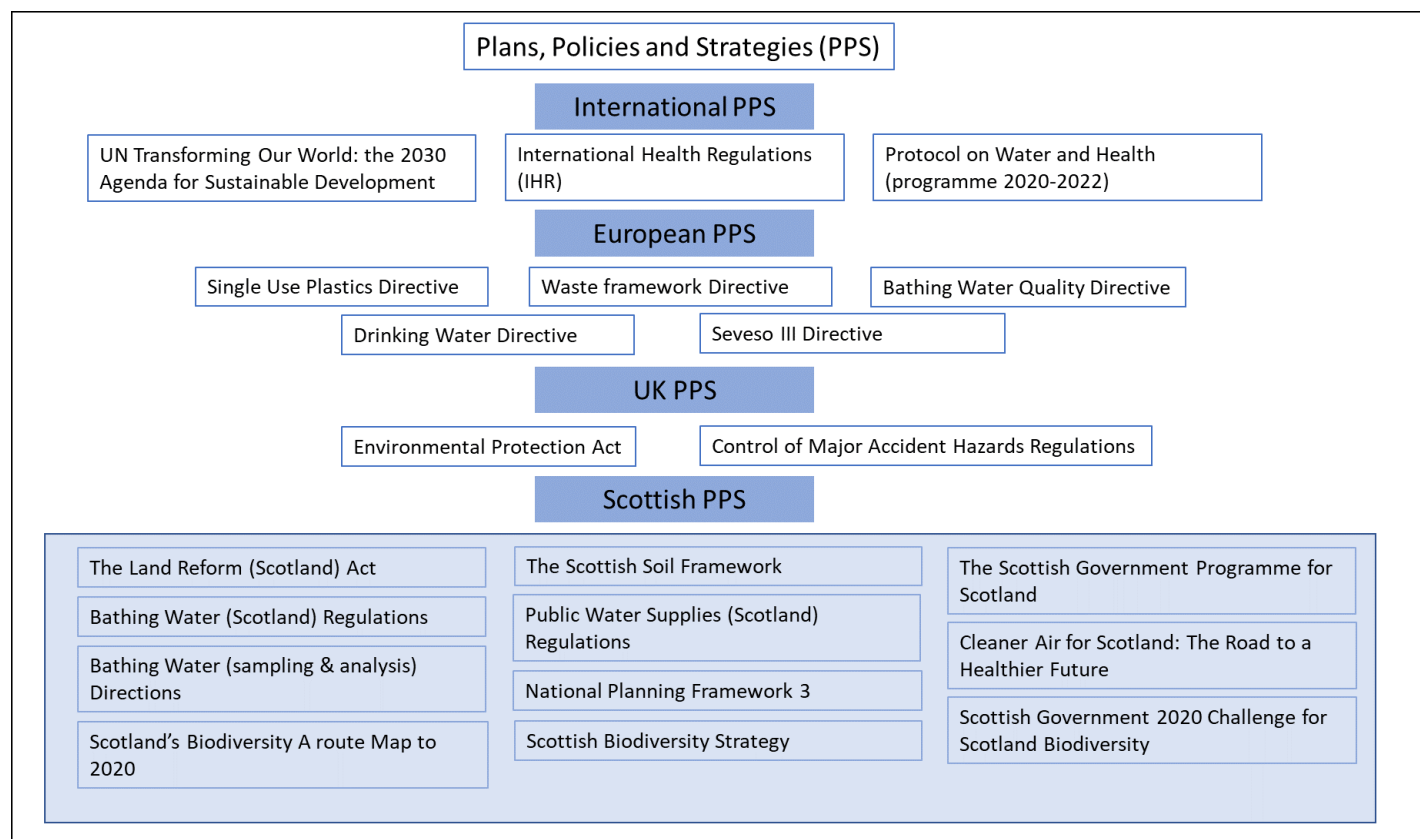 Plans, Policies and Strategies (PPS)
International PPS
UN Transforming Our World: the 2030
Agenda for Sustainable Development
International Health Regulations
(IHR)
Protocol on Water and Health
(programme 2020-2022)
European PPS
Single Use Plastics Directive
Waste framework Directive
Bathing Water Quality Directive
Drinking Water Directive
Seveso III Directive
UK PPS
Environmental Protection Act
Control of Major Accident Hazards Regulations
Scottish PPS
The Land Reform (Scotland) Act
Bathing Water (Scotland) Regulations
Bathing Water (sampling & analysis)
Directions
Scotland's Biodiversity A route Map to
2020
The Scottish Soil Framework
Public Water Supplies (Scotland)
Regulations
National Planning Framework 3
Scottish Biodiversity Strategy
The Scottish Government Programme for
Scotland
Cleaner Air for Scotland: The Road to a
Healthier Future
Scottish Government 2020 Challenge for
Scotland Biodiversity